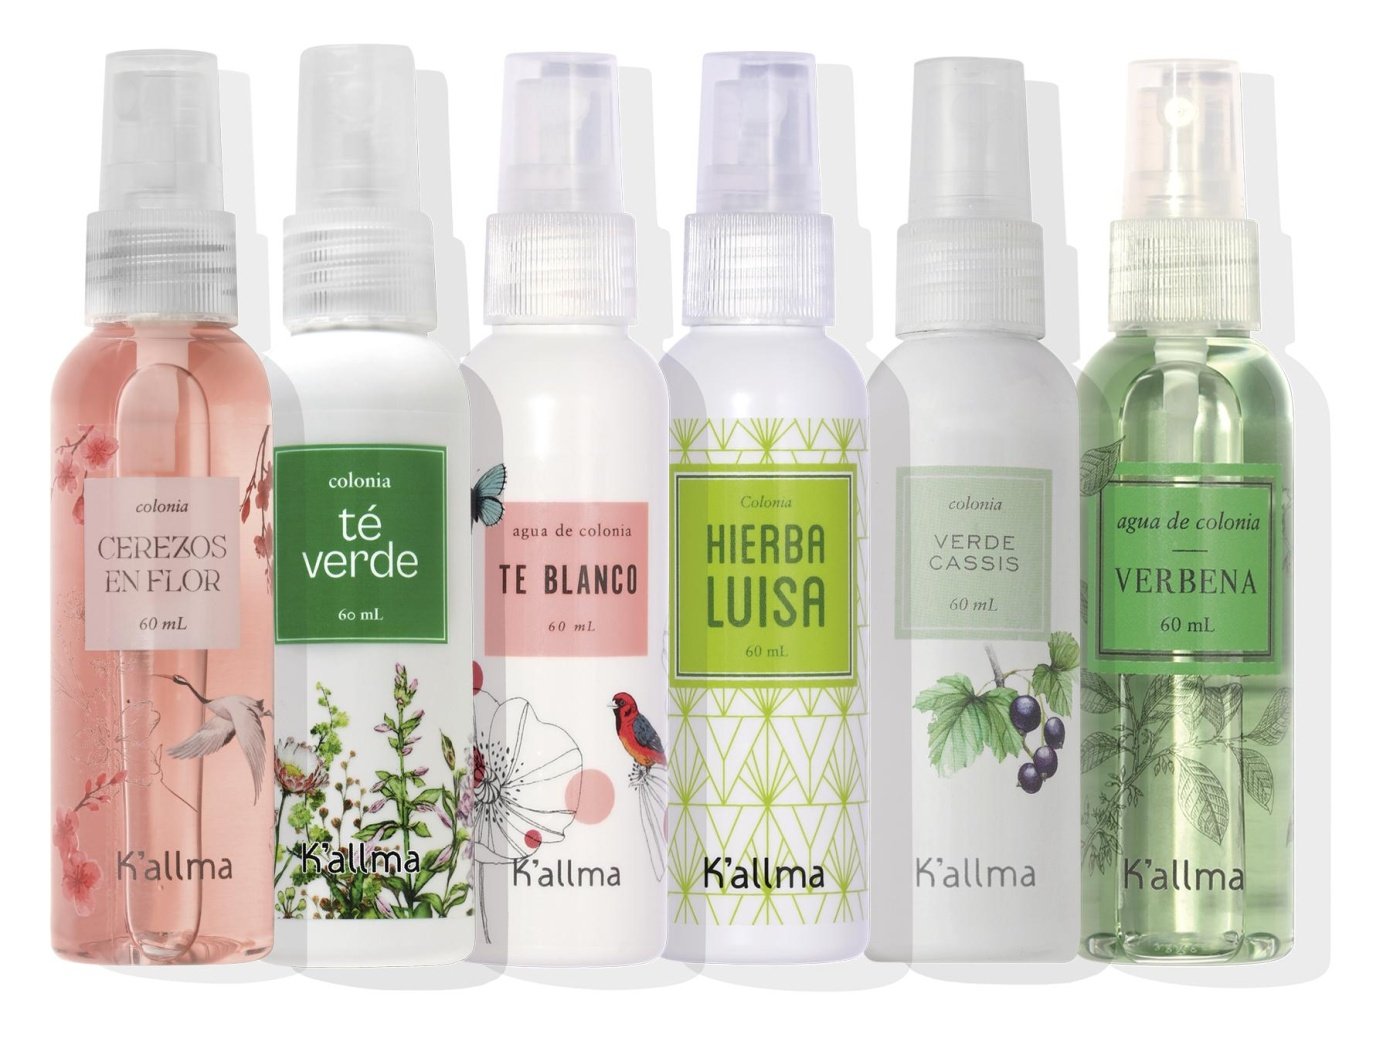 colonia
CEREZOS
EN FLOR
60 mL
K'allma
colonia
té
verde
60 mL
K'allma
agua de colonia
TE BLANCO
60 mL
K'allma
Colonia
HIERBA
LUISA
60 mL
K'allma
colonia
VERDE
CASSIS
60 mL
K'allma
agua de colonia
VERBENA
60 mL
K'allma